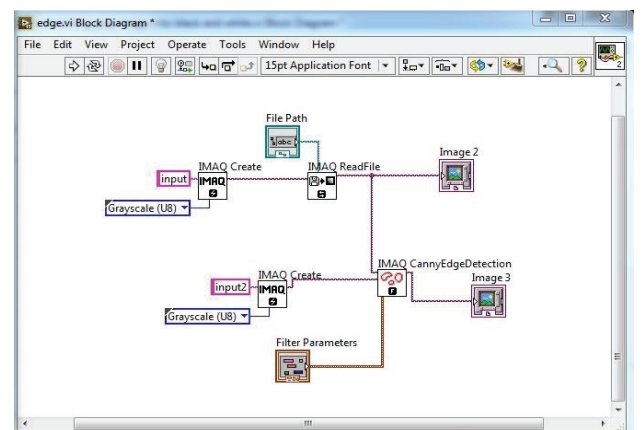 edge.vi Block Diagram *
File Edit View Project Operate Tools Window Help
15pt Application Font
2
File Path
abc
IMAQ Create
IMAQ ReadFile
Image 2
input
IMAQ
Grayscale (U8)
IMAQ CannyEdgeDetection
IMAQ Create
Image 3
input2
IMAQ
Grayscale (U8)
Filter Parameters